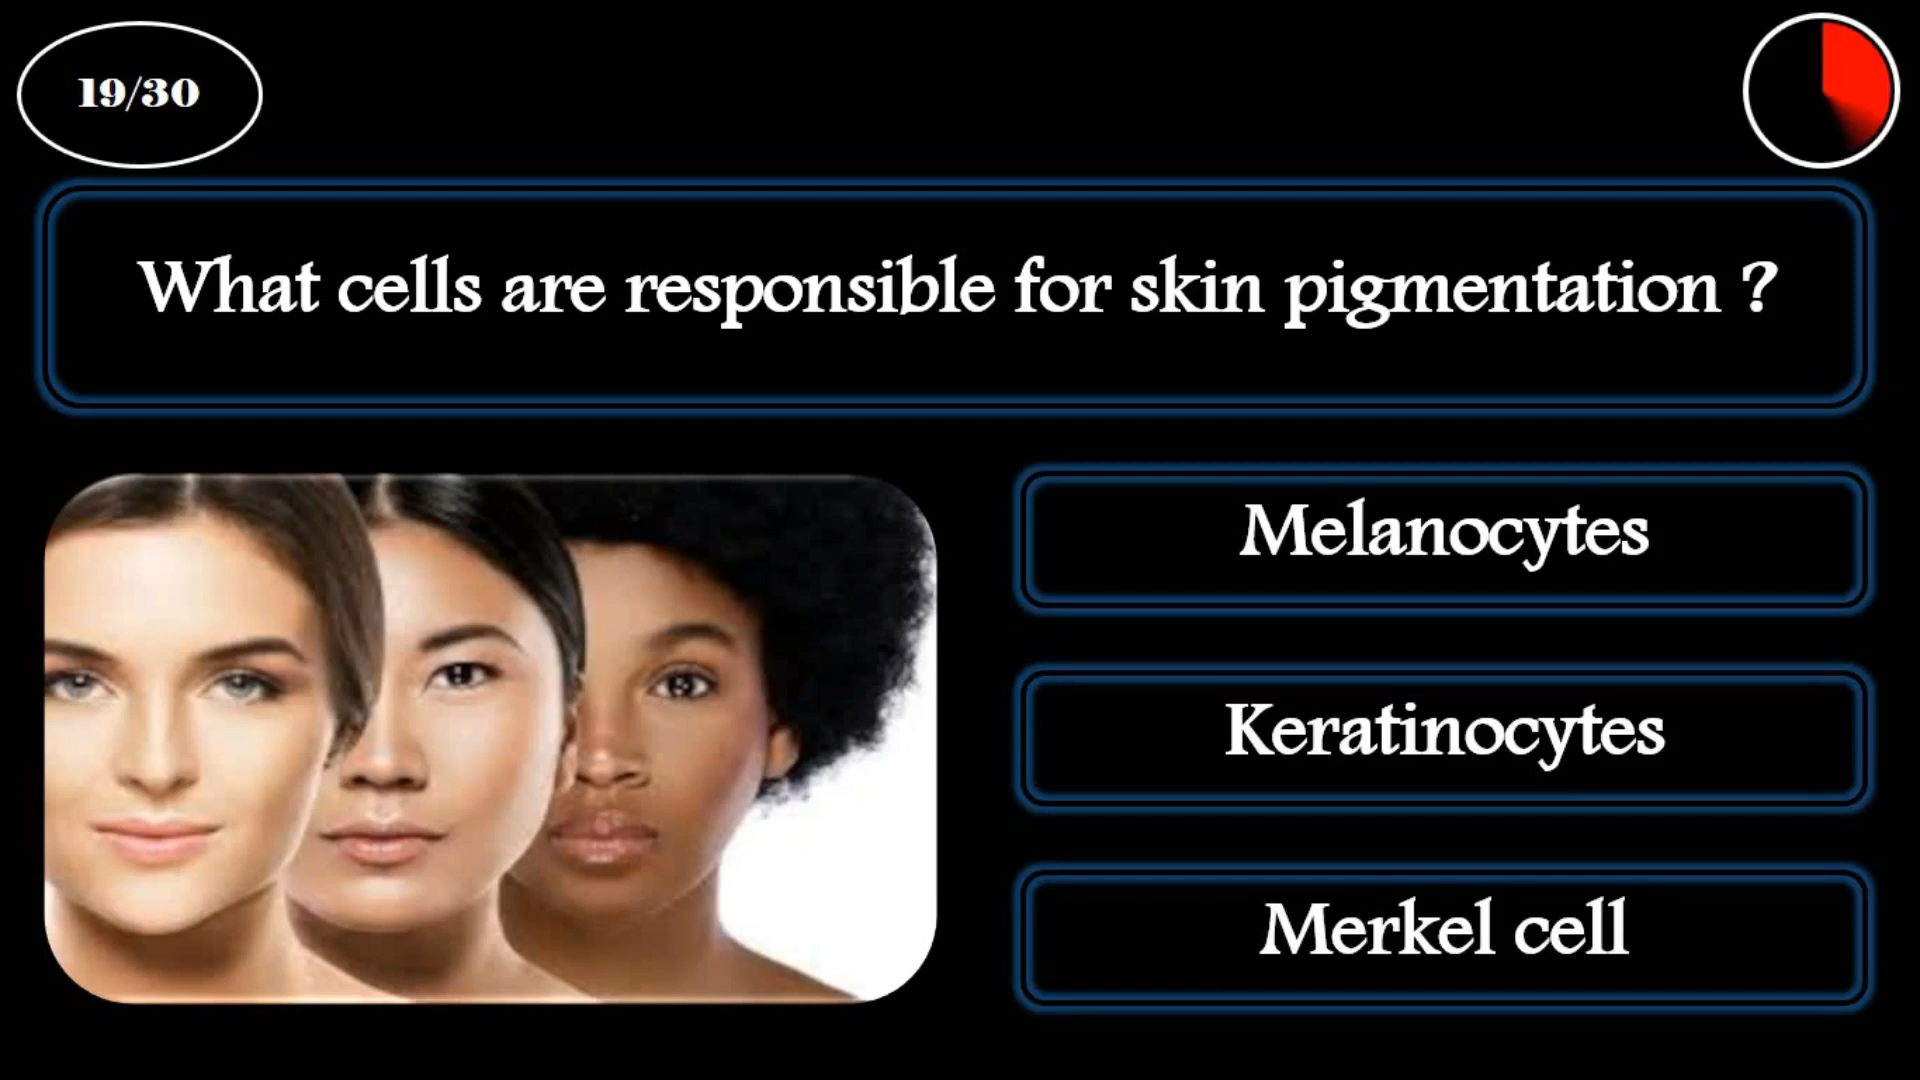 19/30
What cells are responsible for skin pigmentation ?
Melanocytes
Keratinocytes
Merkel cell